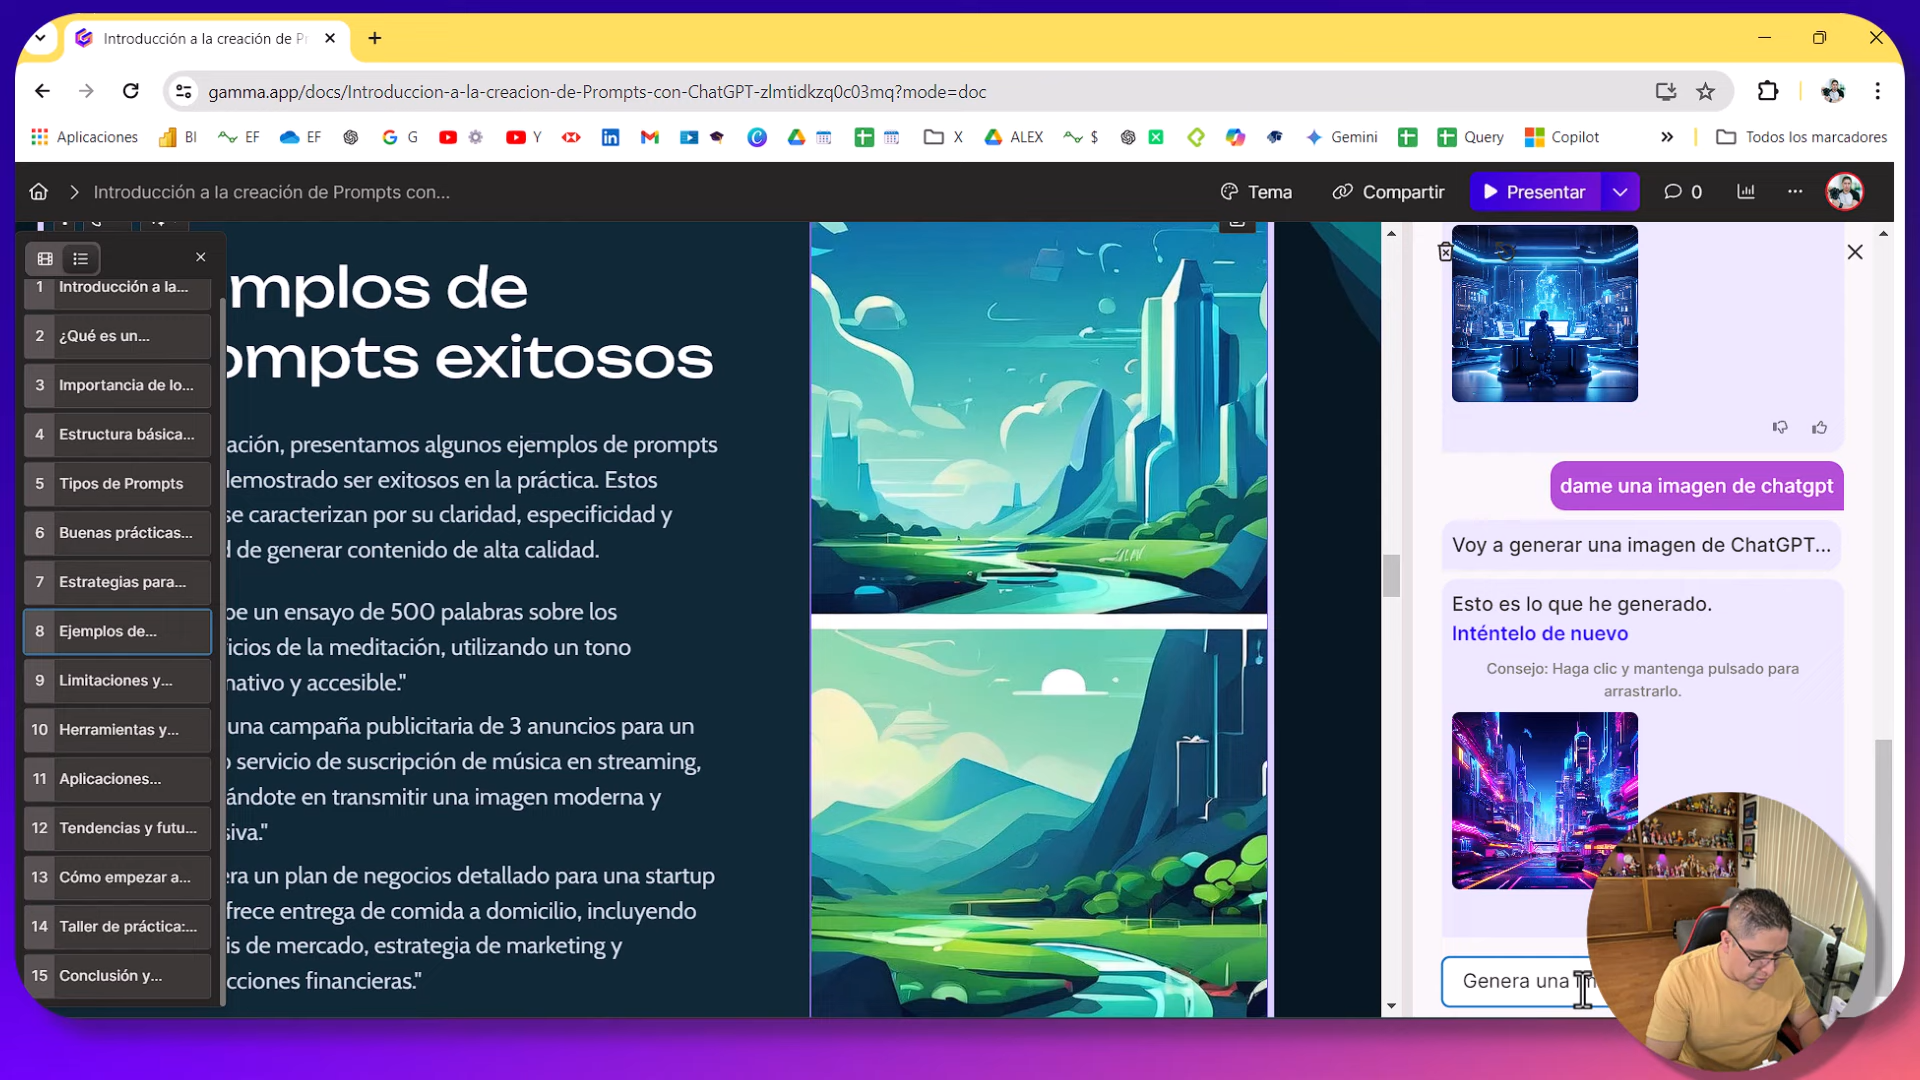 Introducción a la creación de Pr
gamma.app/docs/Introduccion-a-la-creacion-de-Prompts-con-ChatGPT-zlmtidkzq0c03mq?mode=doc
Aplicaciones
BI
EF
EF
G
Y
X
ALEX
$
Gemini
Query
Copilot
»
Todos los marcadores
Introducción a la creación de Prompts con...
Tema
Compartir
Presentar
0
1 Introducción a la...
2 ¿Qué es un...
3 Importancia de lo...
4 Estructura básica...
5 Tipos de Prompts
6 Buenas prácticas...
7 Estrategias para...
8 Ejemplos de...
9 Limitaciones y...
10 Herramientas y...
11 Aplicaciones...
12 Tendencias y futu...
13 Cómo empezar a...
14 Taller de práctica:...
15 Conclusión y...
mplos de
ompts exitosos
ación, presentamos algunos ejemplos de prompts
emostrado ser exitosos en la práctica. Estos
se caracterizan por su claridad, especificidad y
d de generar contenido de alta calidad.
be un ensayo de 500 palabras sobre los
icios de la meditación, utilizando un tono
mativo y accesible."
una campaña publicitaria de 3 anuncios para un
o servicio de suscripción de música en streaming,
ándote en transmitir una imagen moderna y
siva."
era un plan de negocios detallado para una startup
frece entrega de comida a domicilio, incluyendo
is de mercado, estrategia de marketing y
cciones financieras."
dame una imagen de chatgpt
Voy a generar una imagen de ChatGPT...
Esto es lo que he generado.
Inténtelo de nuevo
Consejo: Haga clic y mantenga pulsado para
arrastrarlo.
Genera una im